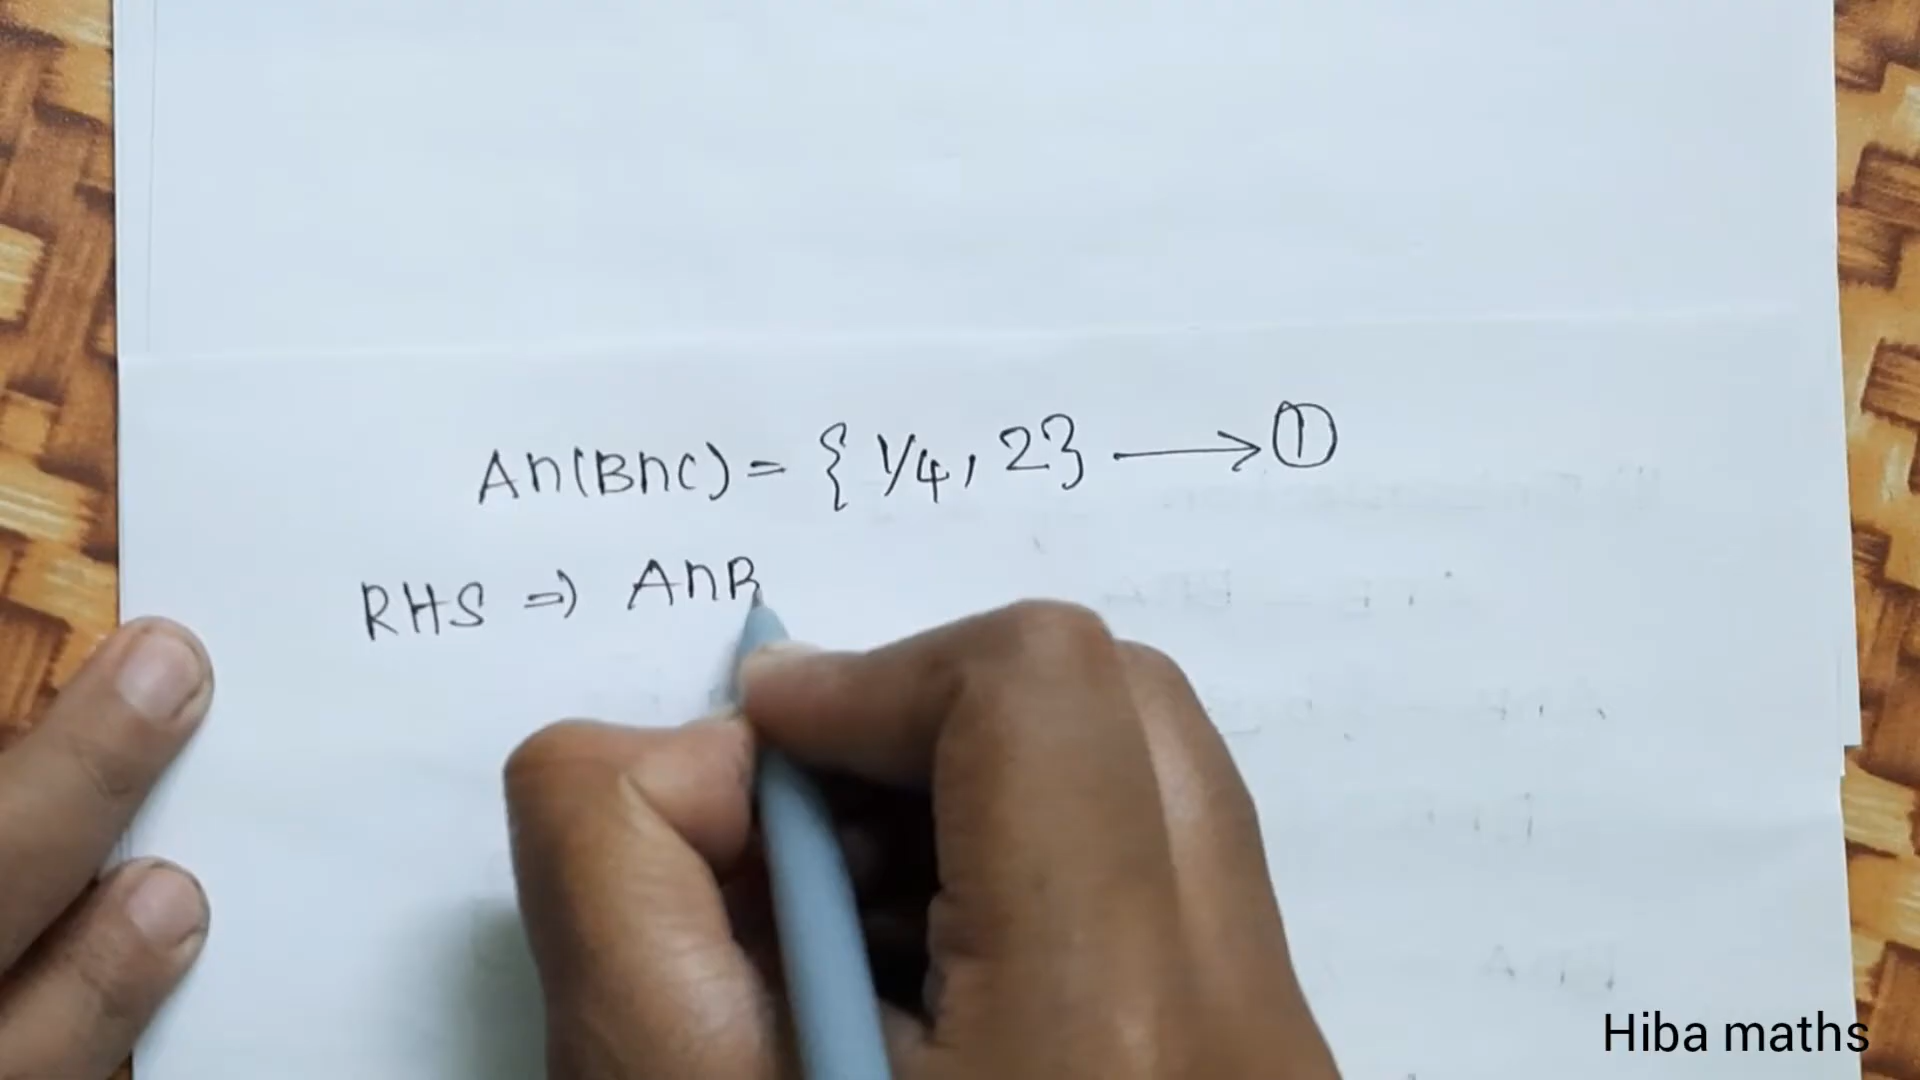 A∩(B∩C) = {1/4, 2} ⟶ ①
RHS ⇒ A∩B
Hiba maths